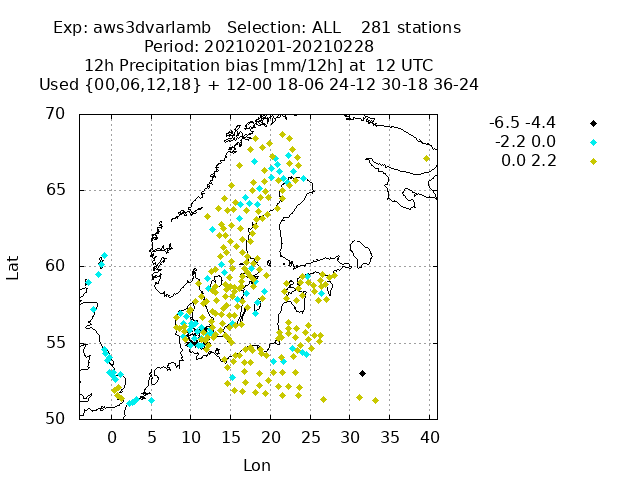 Exp: aws3dvarlamb   Selection: ALL    281 stations
Period: 20210201-20210228
12h Precipitation bias [mm/12h] at  12 UTC
Used {00,06,12,18} + 12-00 18-06 24-12 30-18 36-24
-6.5 -4.4
-2.2 0.0
0.0 2.2
70
65
60
55
50
Lat
0 5 10 15 20 25 30 35 40
Lon